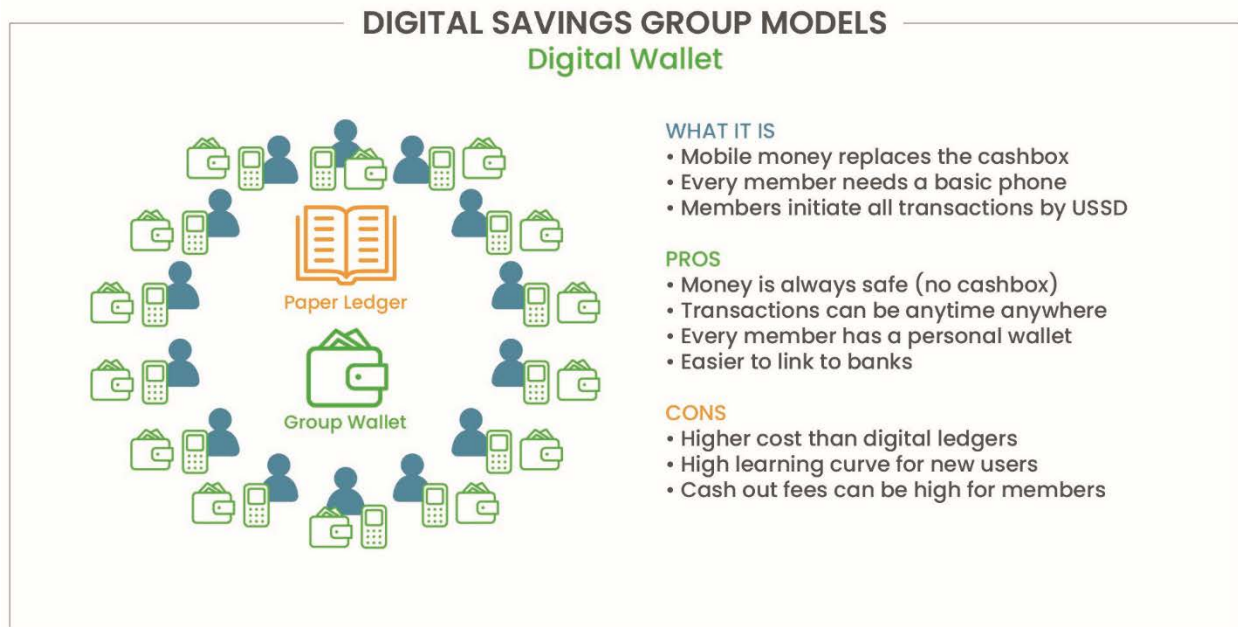 DIGITAL SAVINGS GROUP MODELS
Digital Wallet
Paper Ledger
Group Wallet
WHAT IT IS
• Mobile money replaces the cashbox
• Every member needs a basic phone
• Members initiate all transactions by USSD
PROS
• Money is always safe (no cashbox)
• Transactions can be anytime anywhere
• Every member has a personal wallet
• Easier to link to banks
CONS
• Higher cost than digital ledgers
• High learning curve for new users
• Cash out fees can be high for members